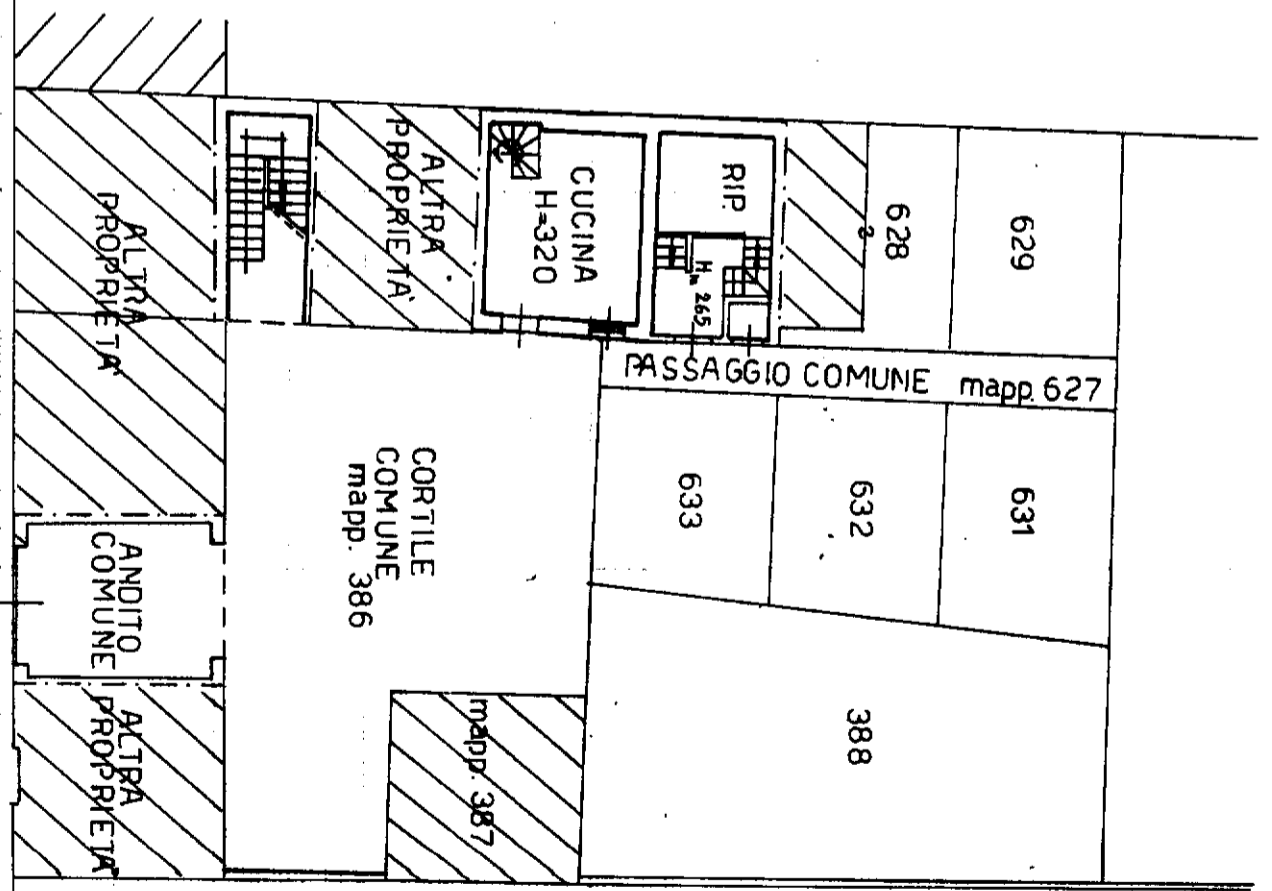 ALTRA
PROPRIETA'
ALTRA
PROPRIETA'
CUCINA
H=320
RIP.
H= 265
628
629
PASSAGGIO COMUNE mapp. 627
CORTILE
COMUNE
mapp. 386
633
632
631
ANDITO
COMUNE
ALTRA
PROPRIETA'
mapp. 387
388